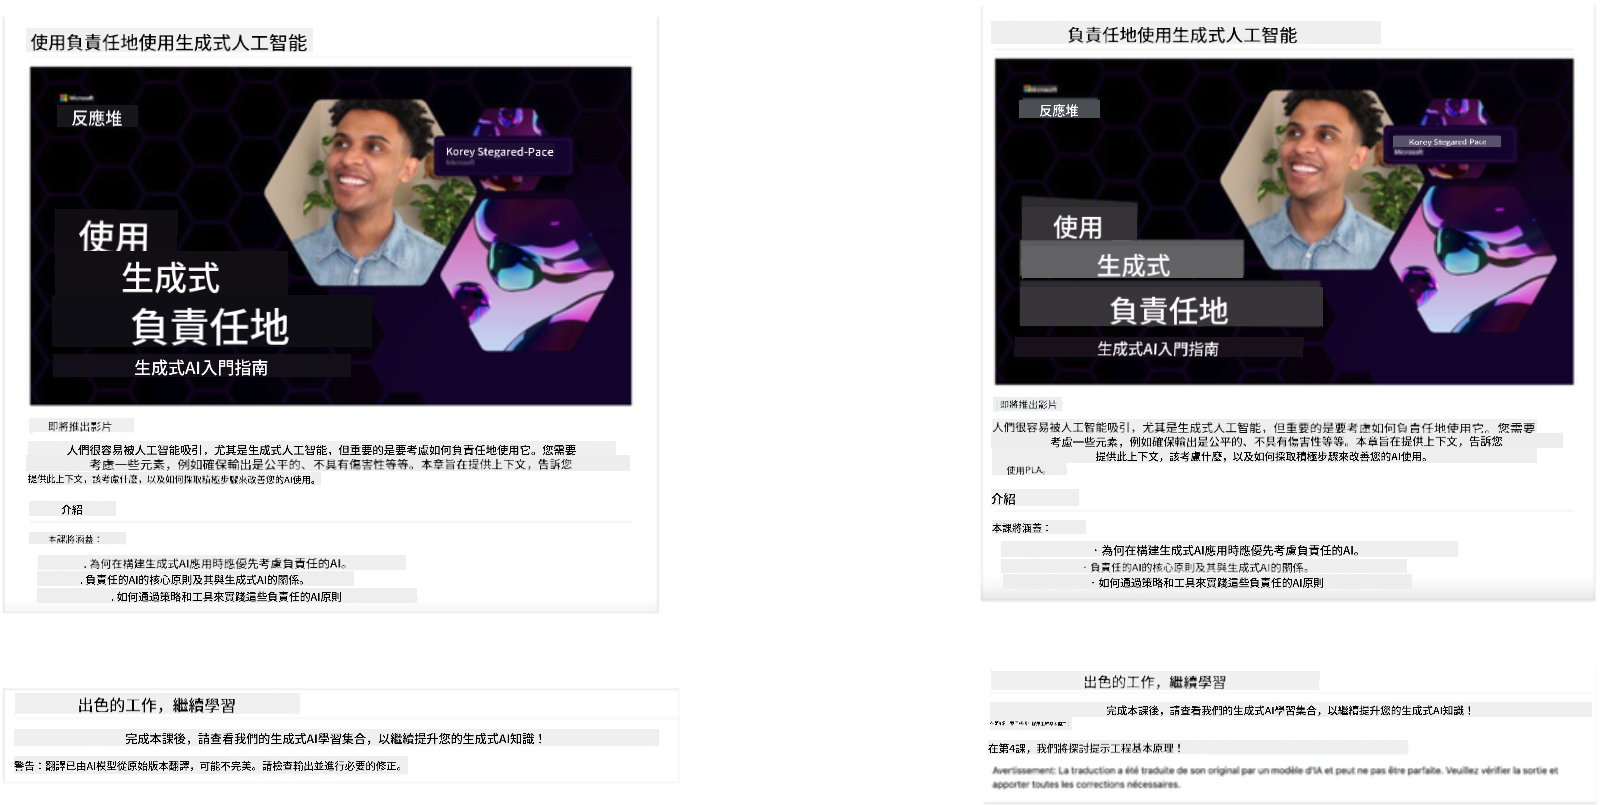 使用負責任地使用生成式人工智能
Microsoft
反應堆
Korey Stegared-Pace
Microsoft
使用
生成式
負責任地
生成式AI入門指南
即將推出影片
人們很容易被人工智能吸引，尤其是生成式人工智能，但重要的是要考慮如何負責任地使用它。您需要
考慮一些元素，例如確保輸出是公平的、不具有傷害性等等。本章旨在提供上下文，告訴您
提供此上下文，該考慮什麼，以及如何採取積極步驟來改善您的AI使用。
介紹
本課將涵蓋：
. 為何在構建生成式AI應用時應優先考慮負責任的AI。
. 負責任的AI的核心原則及其與生成式AI的關係。
. 如何通過策略和工具來實踐這些負責任的AI原則
出色的工作，繼續學習
完成本課後，請查看我們的生成式AI學習集合，以繼續提升您的生成式AI知識！
警告：翻譯已由AI模型從原始版本翻譯，可能不完美。請檢查輸出並進行必要的修正。
負責任地使用生成式人工智能
Microsoft
反應堆
Korey Stegared-Pace
Microsoft
使用
生成式
負責任地
生成式AI入門指南
即將推出影片
人們很容易被人工智能吸引，尤其是生成式人工智能，但重要的是要考慮如何負責任地使用它。您需要
考慮一些元素，例如確保輸出是公平的、不具有傷害性等等。本章旨在提供上下文，告訴您
提供此上下文，該考慮什麼，以及如何採取積極步驟來改善您的AI使用。
使用PLA。
介紹
本課將涵蓋：
· 為何在構建生成式AI應用時應優先考慮負責任的AI。
· 負責任的AI的核心原則及其與生成式AI的關係。
· 如何通過策略和工具來實踐這些負責任的AI原則
出色的工作，繼續學習
完成本課後，請查看我們的生成式AI學習集合，以繼續提升您的生成式AI知識！
在第4課，我們將探討提示工程基本原理！
Avertissement: La traduction a été traduite de son original par un modèle d'IA et peut ne pas être parfaite. Veuillez vérifier la sortie et
apporter toutes les corrections nécessaires.